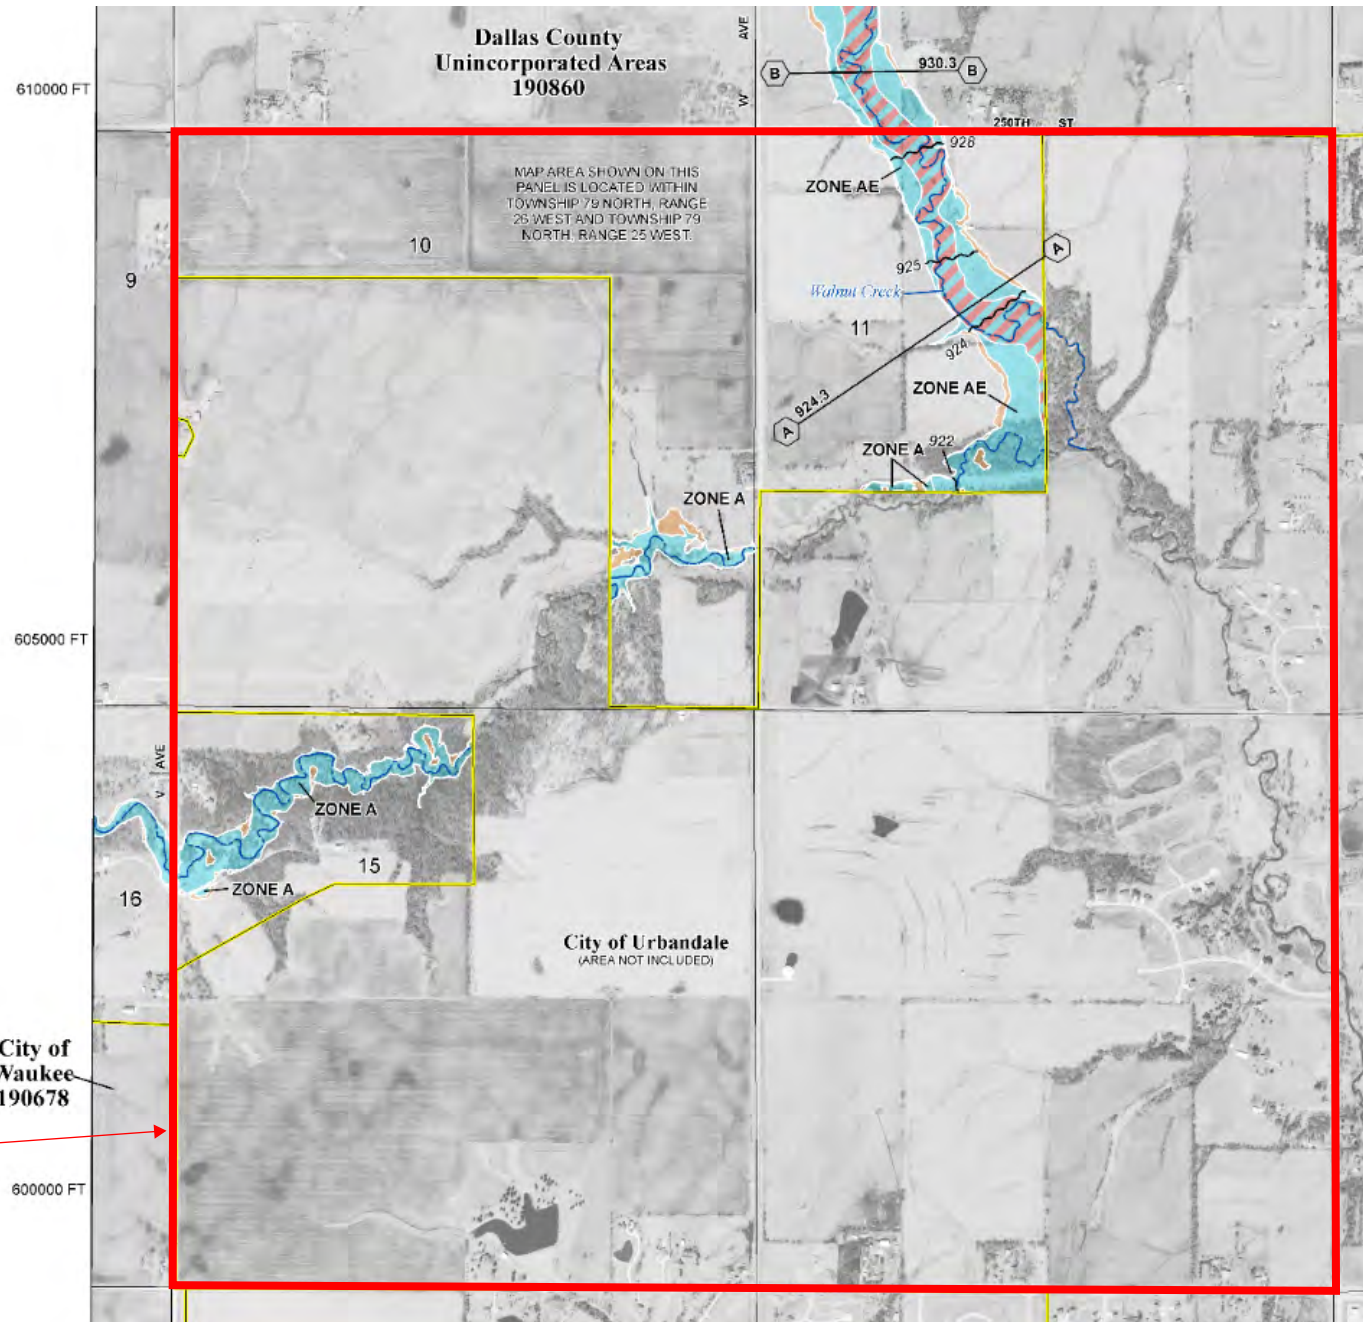 Dallas County
Unincorporated Areas
190860
W AVE
B
930.3
B
610000 FT
250TH ST
928
MAP AREA SHOWN ON THIS
PANEL IS LOCATED WITHIN
TOWNSHIP 79 NORTH, RANGE
26 WEST AND TOWNSHIP 79
NORTH, RANGE 25 WEST.
ZONE AE
10
A
9
925
Walnut Creek
11
924
ZONE AE
924.3
A
ZONE A
922
ZONE A
605000 FT
V AVE
ZONE A
15
ZONE A
16
City of Urbandale
(AREA NOT INCLUDED)
City of
Waukee
190678
600000 FT